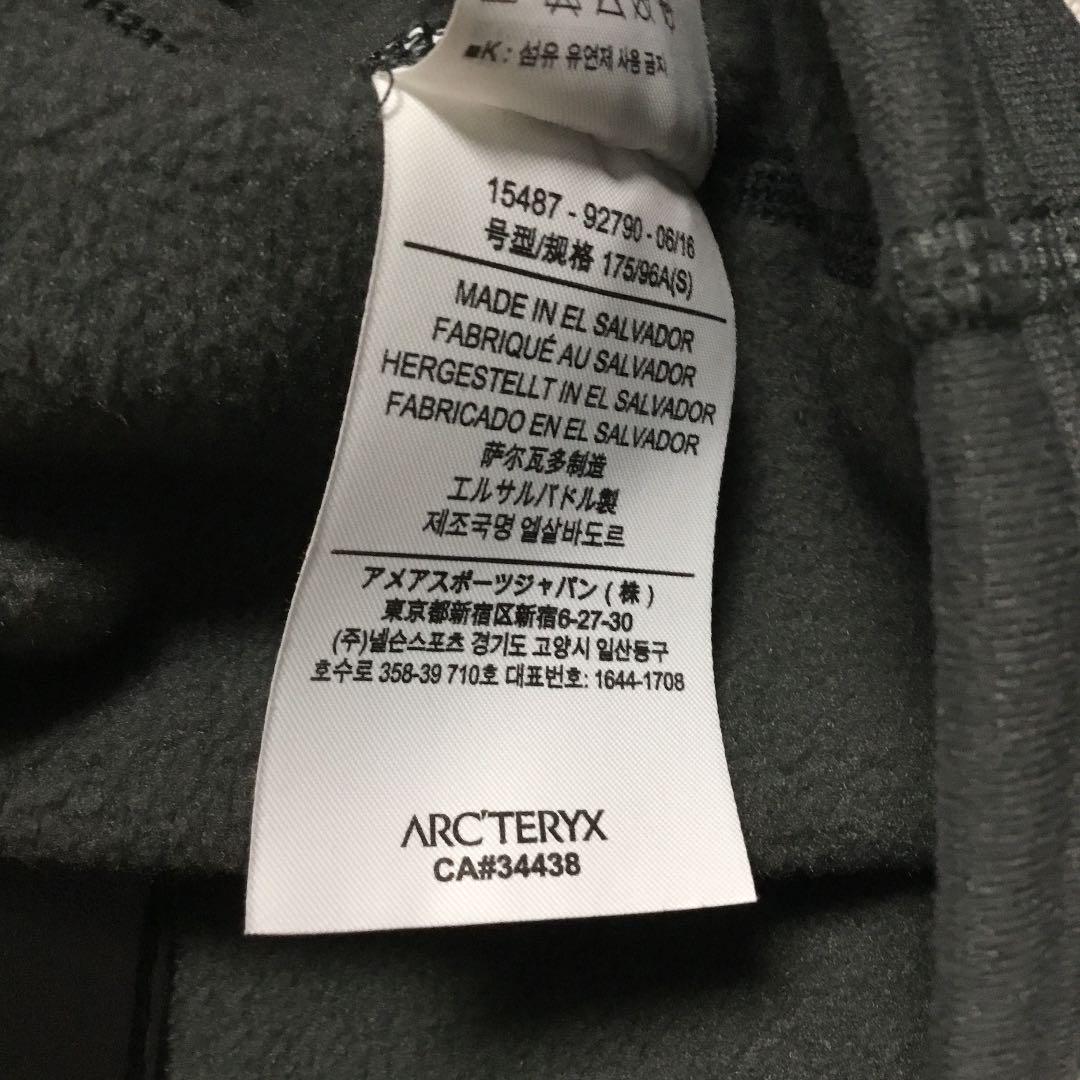 ■K : 섬유 유연제 사용 금지
15487 - 92790 - 06/16
号型/规格 175/96A(S)
MADE IN EL SALVADOR
FABRIQUÉ AU SALVADOR
HERGESTELLT IN EL SALVADOR
FABRICADO EN EL SALVADOR
萨尔瓦多制造
エルサルバドル製
제조국명 엘살바도르
アメアスポーツジャパン ( 株 )
東京都新宿区新宿6-27-30
(주)넬슨스포츠 경기도 고양시 일산동구
호수로 358-39 710호 대표번호: 1644-1708
ARC'TERYX
CA#34438